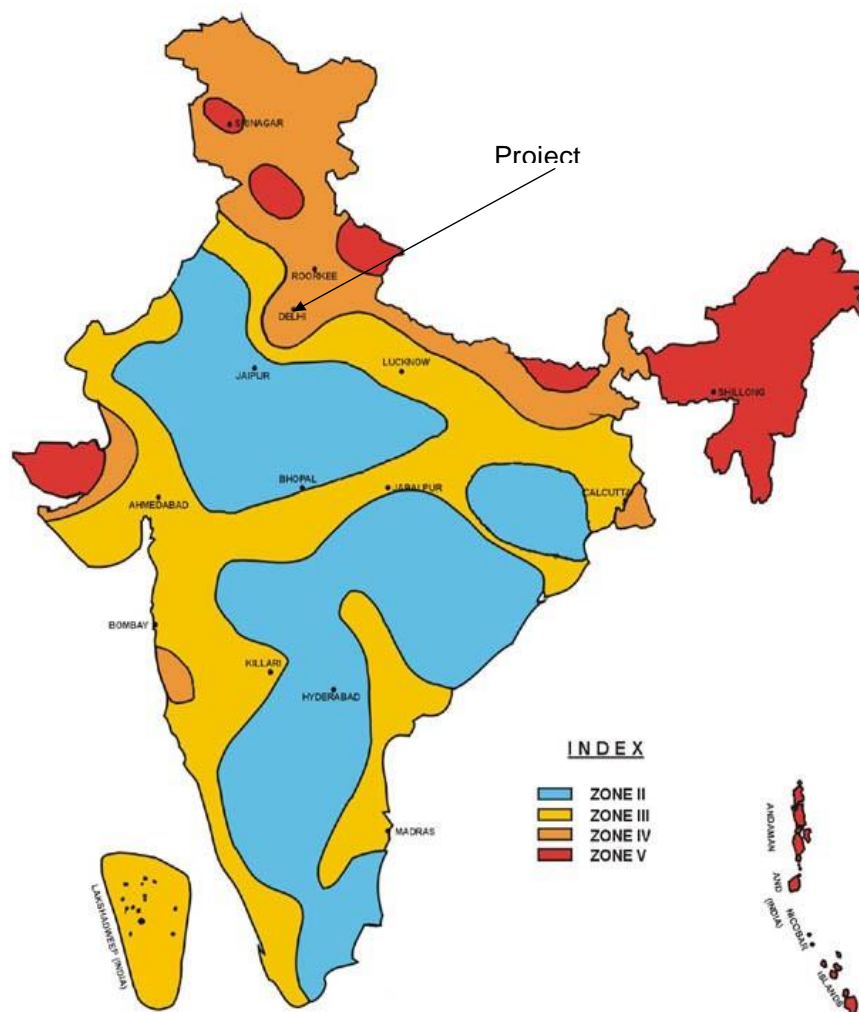 Project
SRINAGAR
ROORKEE
DELHI
LUCKNOW
JAIPUR
SHILLONG
BHOPAL
JABALPUR
CALCUTTA
AHMEDABAD
BOMBAY
KILLARI
HYDERABAD
MADRAS
INDEX
ZONE II
ZONE III
ZONE IV
ZONE V
LAKSHADWEEP (INDIA)
ANDAMAN AND NICOBAR ISLANDS
(INDIA)